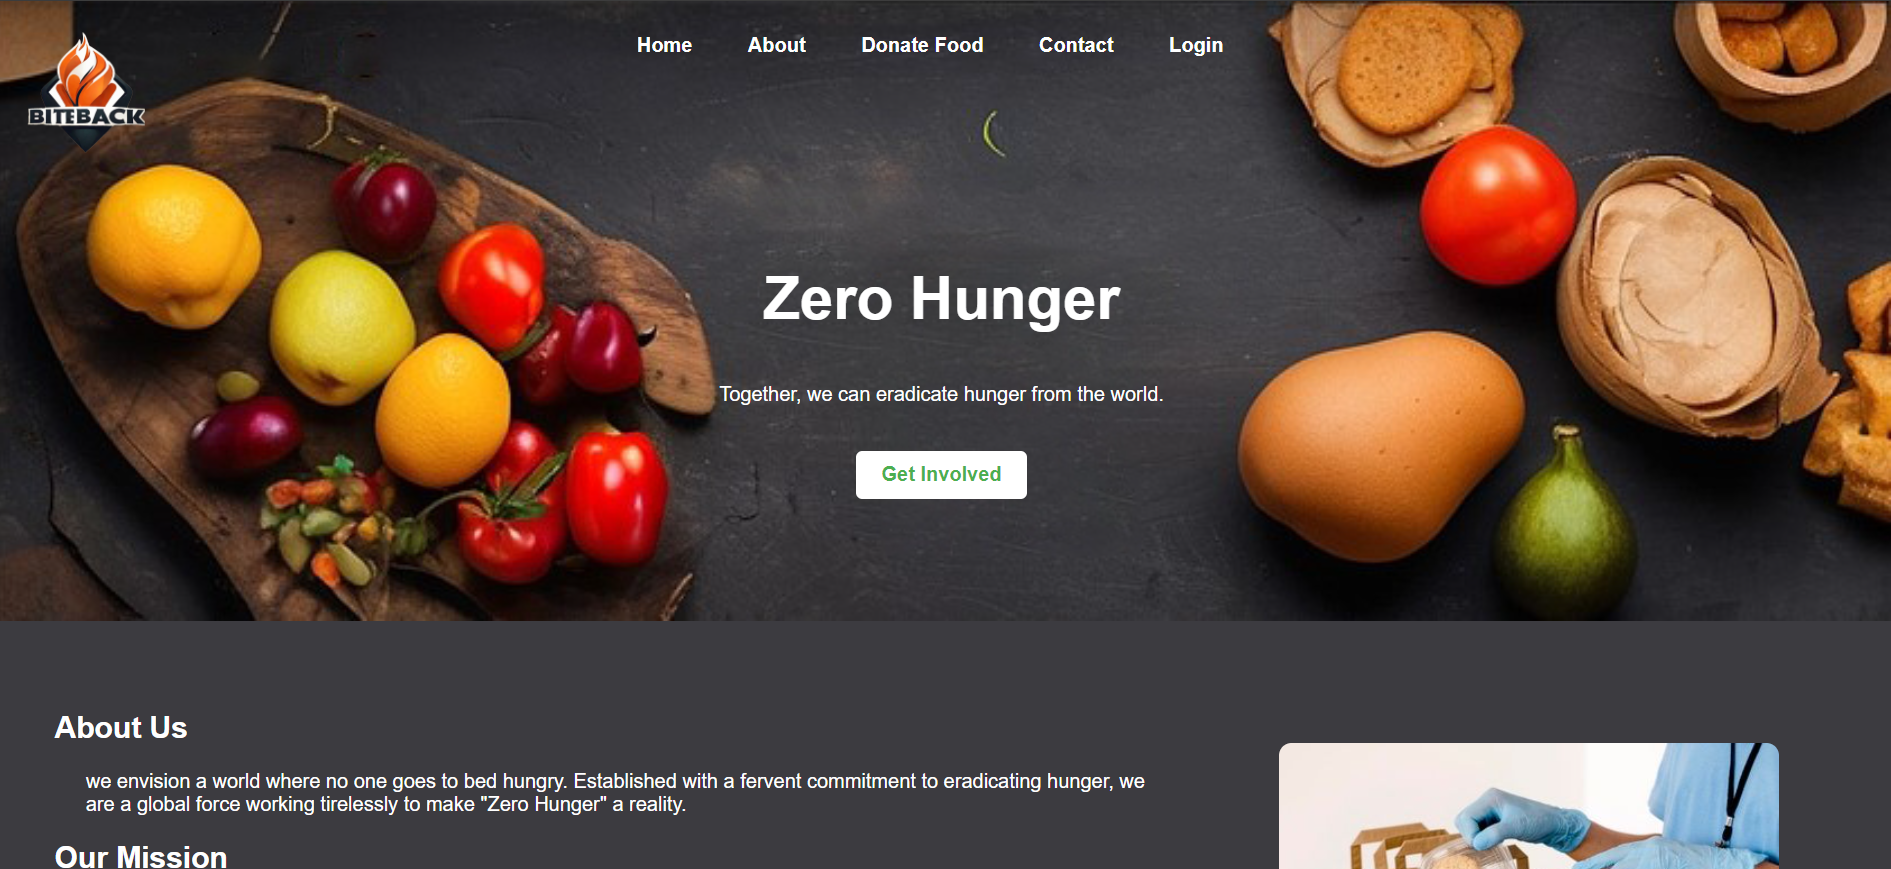 Home About Donate Food Contact Login
BITEBACK
Zero Hunger
Together, we can eradicate hunger from the world.
Get Involved
About Us
we envision a world where no one goes to bed hungry. Established with a fervent commitment to eradicating hunger, we
are a global force working tirelessly to make "Zero Hunger" a reality.
Our Mission